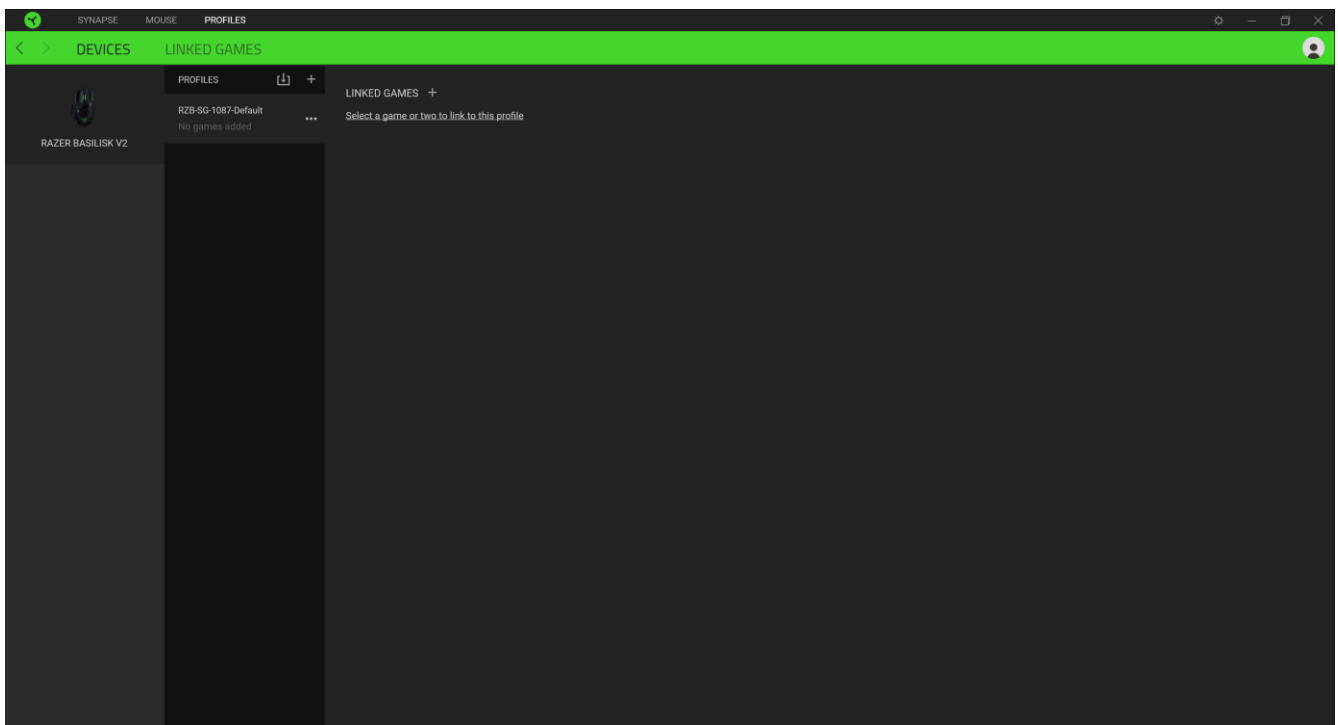 SYNAPSE MOUSE PROFILES
DEVICES LINKED GAMES
RAZER BASILISK V2
PROFILES
RZB-SG-1087-Default
No games added
LINKED GAMES
Select a game or two to link to this profile